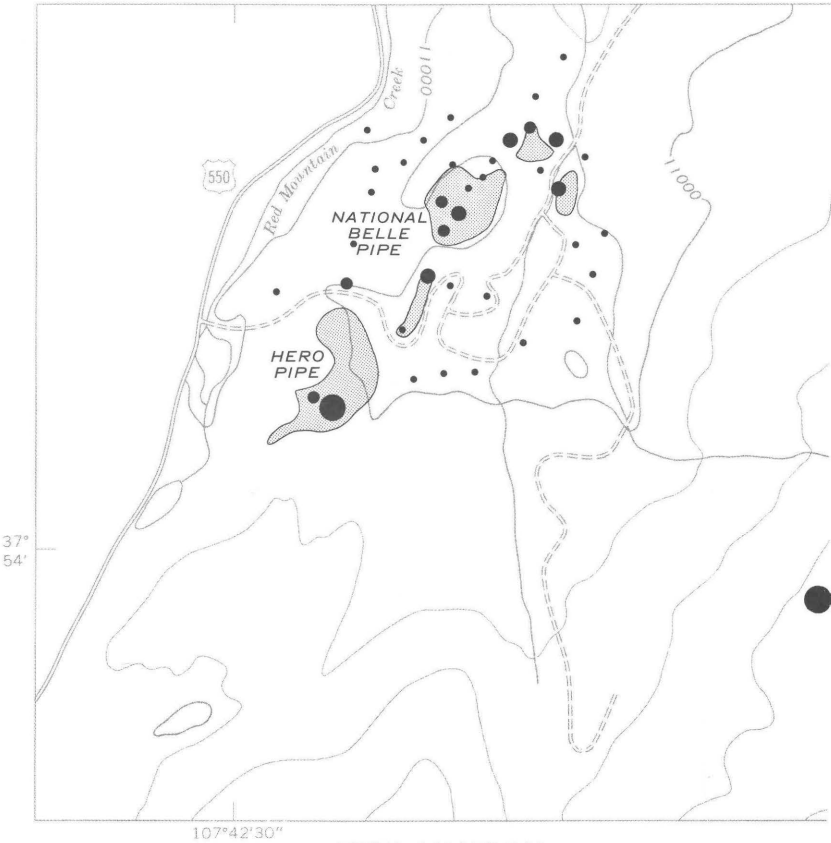 Creek
11000
Red Mountain
550
11000
NATIONAL
BELLE
PIPE
HERO
PIPE
37°
54'
107°42'30"